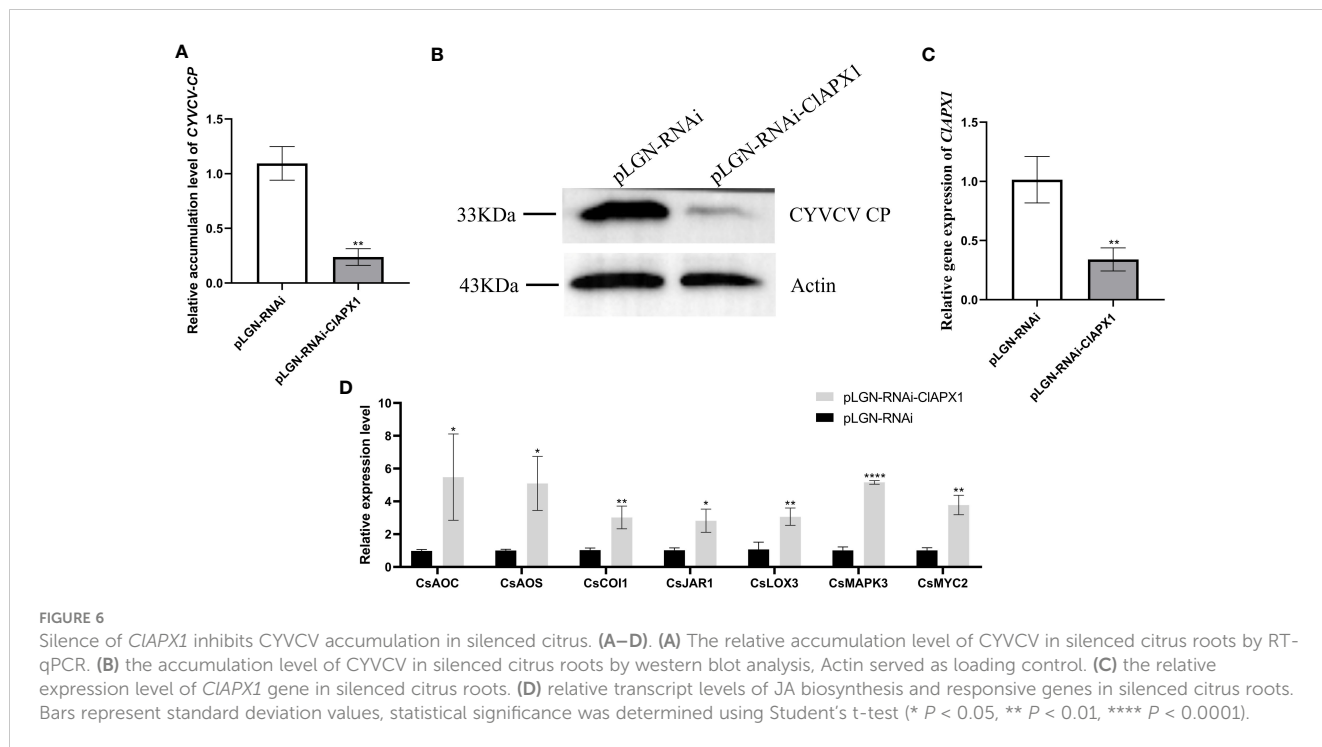 A
Relative accumulation level of CYVCV-CP
1.5
1.0
0.5
0.0
**
pLGN-RNAi
pLGN-RNAi-ClAPX1
B
pLGN-RNAi
pLGN-RNAi-ClAPX1
33KDa
CYVCV CP
43KDa
Actin
C
Relative gene expression of ClAPX1
1.5
1.0
0.5
0.0
**
pLGN-RNAi
pLGN-RNAi-ClAPX1
D
Relative expression level
10
8
6
4
2
0
pLGN-RNAi-ClAPX1
pLGN-RNAi
* * ** * ** **** **
CsAOC CsAOS CsCOI1 CsJAR1 CsLOX3 CsMAPK3 CsMYC2
FIGURE 6
Silence of ClAPX1 inhibits CYVCV accumulation in silenced citrus. (A–D). (A) The relative accumulation level of CYVCV in silenced citrus roots by RT-
qPCR. (B) the accumulation level of CYVCV in silenced citrus roots by western blot analysis, Actin served as loading control. (C) the relative
expression level of ClAPX1 gene in silenced citrus roots. (D) relative transcript levels of JA biosynthesis and responsive genes in silenced citrus roots.
Bars represent standard deviation values, statistical significance was determined using Student’s t-test (* P < 0.05, ** P < 0.01, **** P < 0.0001).